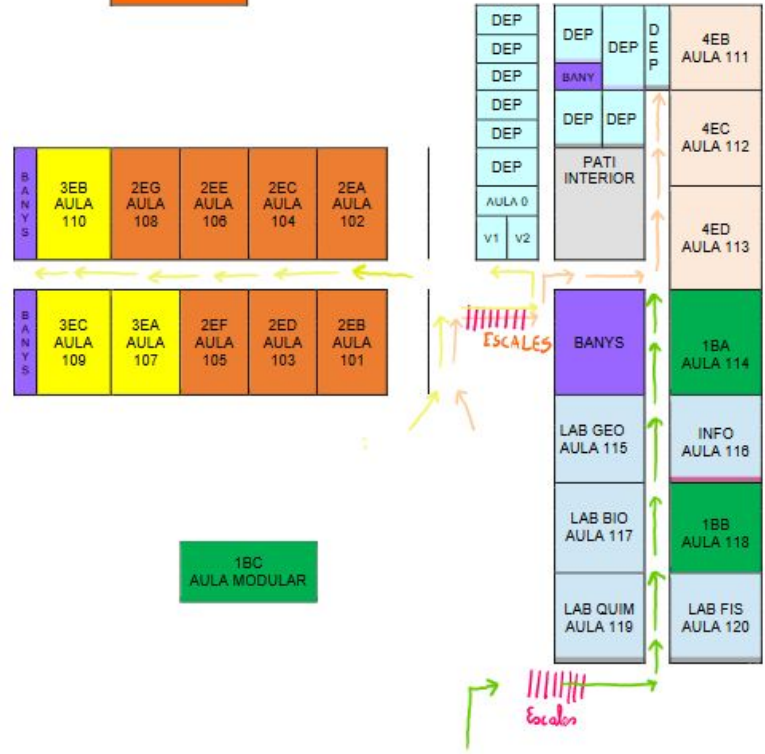 DEP
DEP
DEP
DEP
DEP
DEP
AULA 0
V1 V2
DEP
BANY
DEP
D
E
P
DEP
DEP
PATI
INTERIOR
4EB
AULA 111
4EC
AULA 112
4ED
AULA 113
B
A
N
Y
S
3EB
AULA
110
2EG
AULA
108
2EE
AULA
106
2EC
AULA
104
2EA
AULA
102
B
A
N
Y
S
3EC
AULA
109
3EA
AULA
107
2EF
AULA
105
2ED
AULA
103
2EB
AULA
101
ESCALES
BANYS
1BA
AULA 114
LAB GEO
AULA 115
INFO
AULA 116
LAB BIO
AULA 117
1BB
AULA 118
LAB QUIM
AULA 119
LAB FIS
AULA 120
1BC
AULA MODULAR
Escales